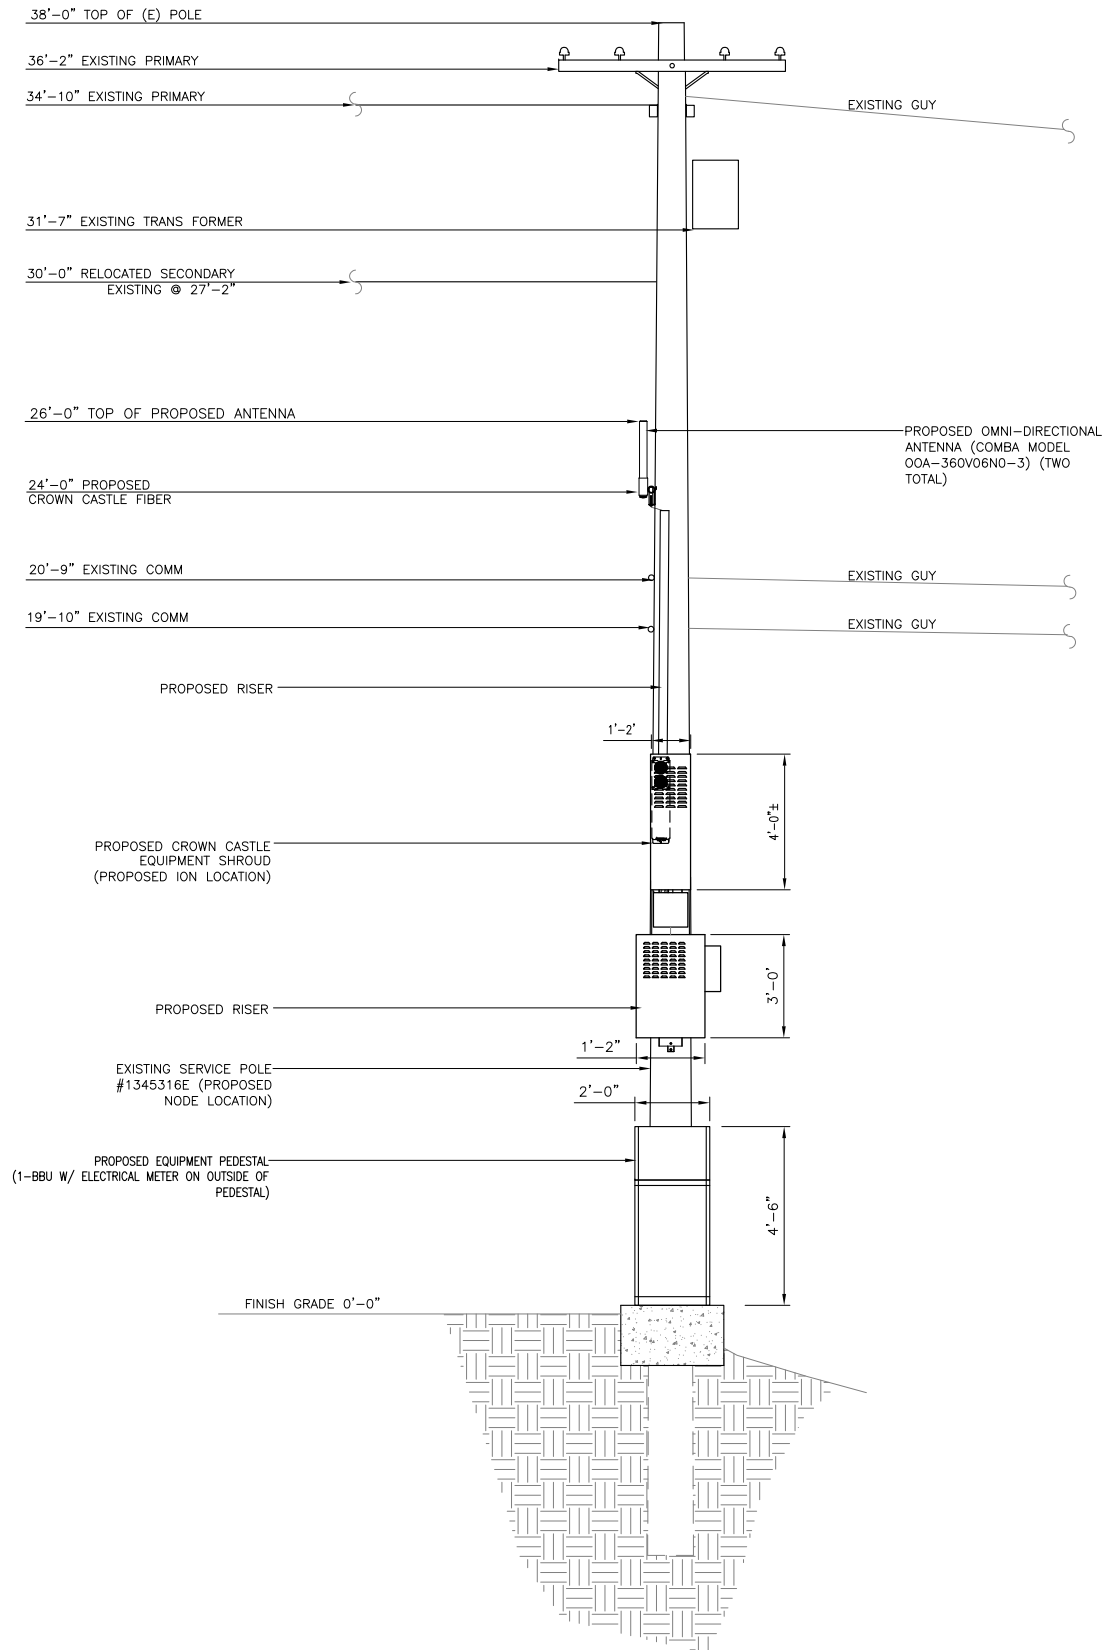 38'-0" TOP OF (E) POLE
36'-2" EXISTING PRIMARY
34'-10" EXISTING PRIMARY
EXISTING GUY
31'-7" EXISTING TRANS FORMER
30'-0" RELOCATED SECONDARY
EXISTING @ 27'-2"
26'-0" TOP OF PROPOSED ANTENNA
PROPOSED OMNI-DIRECTIONAL
ANTENNA (COMBA MODEL
OOA-360V06N0-3) (TWO
TOTAL)
24'-0" PROPOSED
CROWN CASTLE FIBER
20'-9" EXISTING COMM
EXISTING GUY
19'-10" EXISTING COMM
EXISTING GUY
PROPOSED RISER
1'-2'
4'-0"±
PROPOSED CROWN CASTLE
EQUIPMENT SHROUD
(PROPOSED ION LOCATION)
3'-0'
PROPOSED RISER
1'-2"
EXISTING SERVICE POLE
#1345316E (PROPOSED
NODE LOCATION)
2'-0"
PROPOSED EQUIPMENT PEDESTAL
(1-BBU W/ ELECTRICAL METER ON OUTSIDE OF
PEDESTAL)
4'-6"
FINISH GRADE 0'-0"